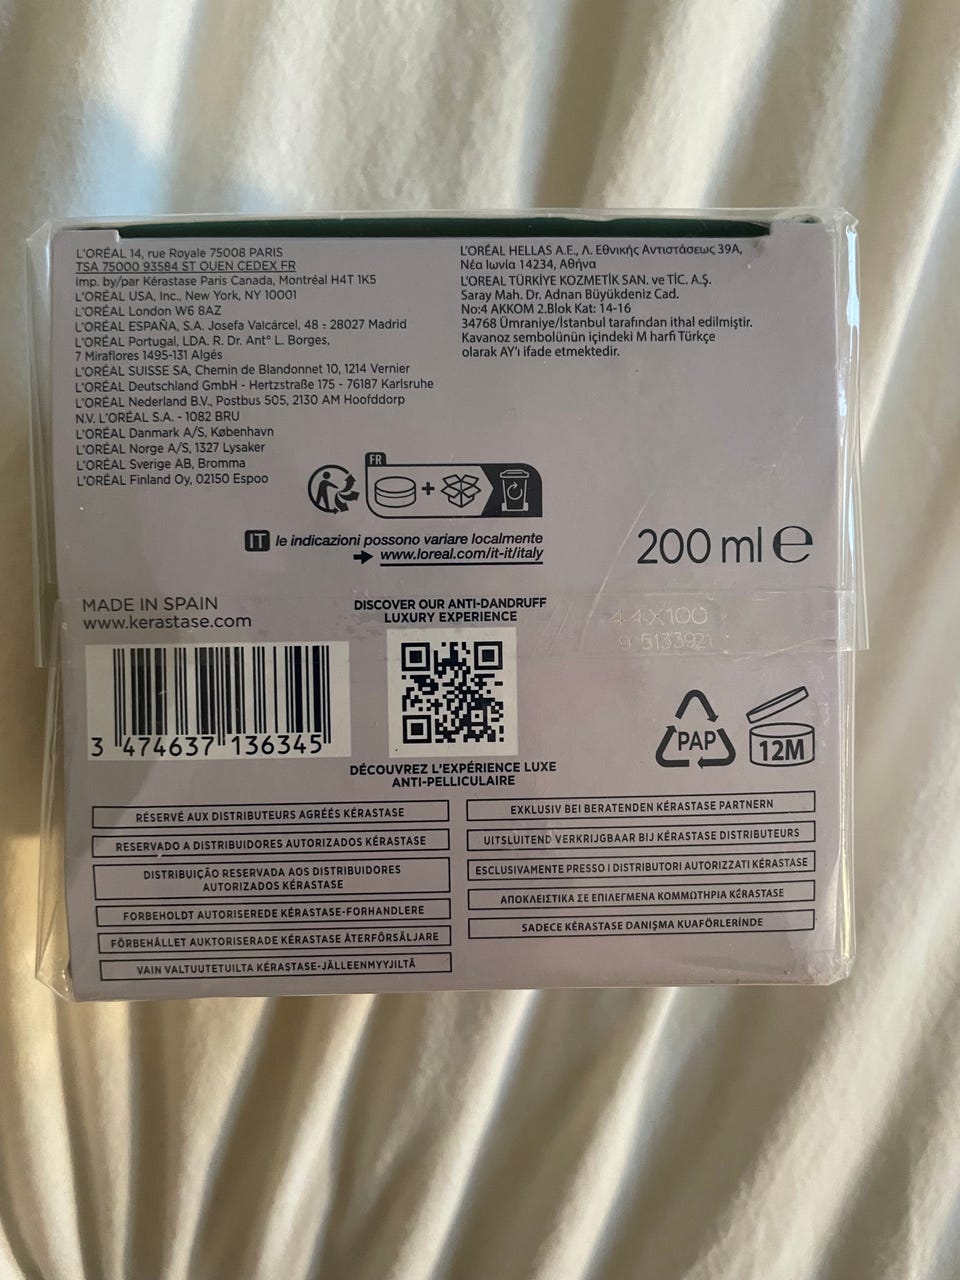 L'ORÉAL 14, rue Royale 75008 PARIS
TSA 75000 93584 ST OUEN CEDEX FR
Imp. by/par Kérastase Paris Canada, Montréal H4T 1K5
L'ORÉAL USA, Inc., New York, NY 10001
L'ORÉAL London W6 8AZ
L'ORÉAL ESPAÑA, S.A. Josefa Valcárcel, 48 - 28027 Madrid
L'ORÉAL Portugal, LDA. R. Dr. Ant° L. Borges,
7 Miraflores 1495-131 Algés
L'ORÉAL SUISSE SA, Chemin de Blandonnet 10, 1214 Vernier
L'ORÉAL Deutschland GmbH - Hertzstraße 175 - 76187 Karlsruhe
L'ORÉAL Nederland B.V., Postbus 505, 2130 AM Hoofddorp
N.V. L'ORÉAL S.A. - 1082 BRU
L'ORÉAL Danmark A/S, København
L'ORÉAL Norge A/S, 1327 Lysaker
L'ORÉAL Sverige AB, Bromma
L'ORÉAL Finland Oy, 02150 Espoo
L'ORÉAL HELLAS A.E., Λ. Εθνικής Αντιστάσεως 39Α,
Νέα Ιωνία 14234, Αθήνα
L'ORÉAL TÜRKİYE KOZMETİK SAN. ve TİC. A.Ş.
Saray Mah. Dr. Adnan Büyükdeniz Cad.
No:4 AKKOM 2.Blok Kat: 14-16
34768 Ümraniye/İstanbul tarafından ithal edilmiştir.
Kavanoz sembolünün içindeki M harfi Türkçe
olarak AY'ı ifade etmektedir.
FR
IT le indicazioni possono variare localmente
www.loreal.com/it-it/italy
200 ml e
MADE IN SPAIN
www.kerastase.com
DISCOVER OUR ANTI-DANDRUFF
LUXURY EXPERIENCE
44X100
5133921
3 474637 136345
DÉCOUVREZ L'EXPÉRIENCE LUXE
ANTI-PELLICULAIRE
PAP
12M
RÉSERVÉ AUX DISTRIBUTEURS AGRÉÉS KÉRASTASE
RESERVADO A DISTRIBUIDORES AUTORIZADOS KÉRASTASE
DISTRIBUIÇÃO RESERVADA AOS DISTRIBUIDORES
AUTORIZADOS KÉRASTASE
FORBEHOLDT AUTORISEREDE KÉRASTASE-FORHANDLERE
FÖRBEHÅLLET AUKTORISERADE KÉRASTASE ÅTERFÖRSÄLJARE
VAIN VALTUUTETUILTA KÉRASTASE-JÄLLEENMYYJILTÄ
EXKLUSIV BEI BERATENDEN KÉRASTASE PARTNERN
UITSLUITEND VERKRIJGBAAR BIJ KÉRASTASE DISTRIBUTEURS
ESCLUSIVAMENTE PRESSO I DISTRIBUTORI AUTORIZZATI KÉRASTASE
ΑΠΟΚΛΕΙΣΤΙΚΑ ΣΕ ΕΠΙΛΕΓΜΕΝΑ ΚΟΜΜΩΤΗΡΙΑ KÉRASTASE
SADECE KÉRASTASE DANIŞMA KUAFÖRLERİNDE